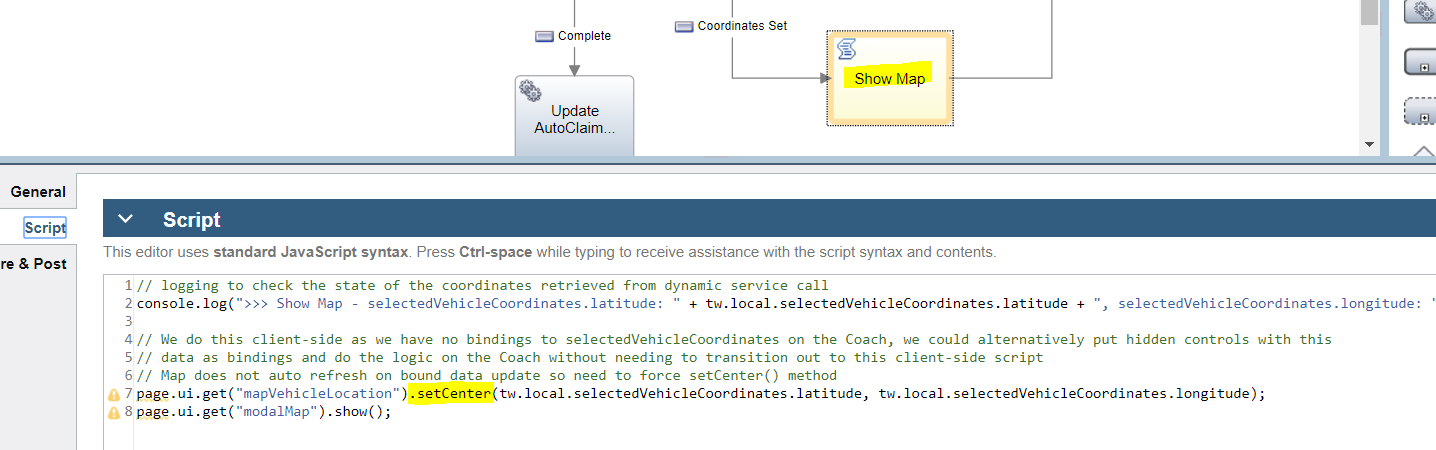 Complete
Coordinates Set
Show Map
Update
AutoClaim...
General
Script
re & Post
Script
This editor uses standard JavaScript syntax. Press Ctrl-space while typing to receive assistance with the script syntax and contents.
1 // logging to check the state of the coordinates retrieved from dynamic service call
2 console.log(">>> Show Map - selectedVehicleCoordinates.latitude: " + tw.local.selectedVehicleCoordinates.latitude + ", selectedVehicleCoordinates.longitude: "
3
4 // We do this client-side as we have no bindings to selectedVehicleCoordinates on the Coach, we could alternatively put hidden controls with this
5 // data as bindings and do the logic on the Coach without needing to transition out to this client-side script
6 // Map does not auto refresh on bound data update so need to force setCenter() method
7 page.ui.get("mapVehicleLocation").setCenter(tw.local.selectedVehicleCoordinates.latitude, tw.local.selectedVehicleCoordinates.longitude);
8 page.ui.get("modalMap").show();